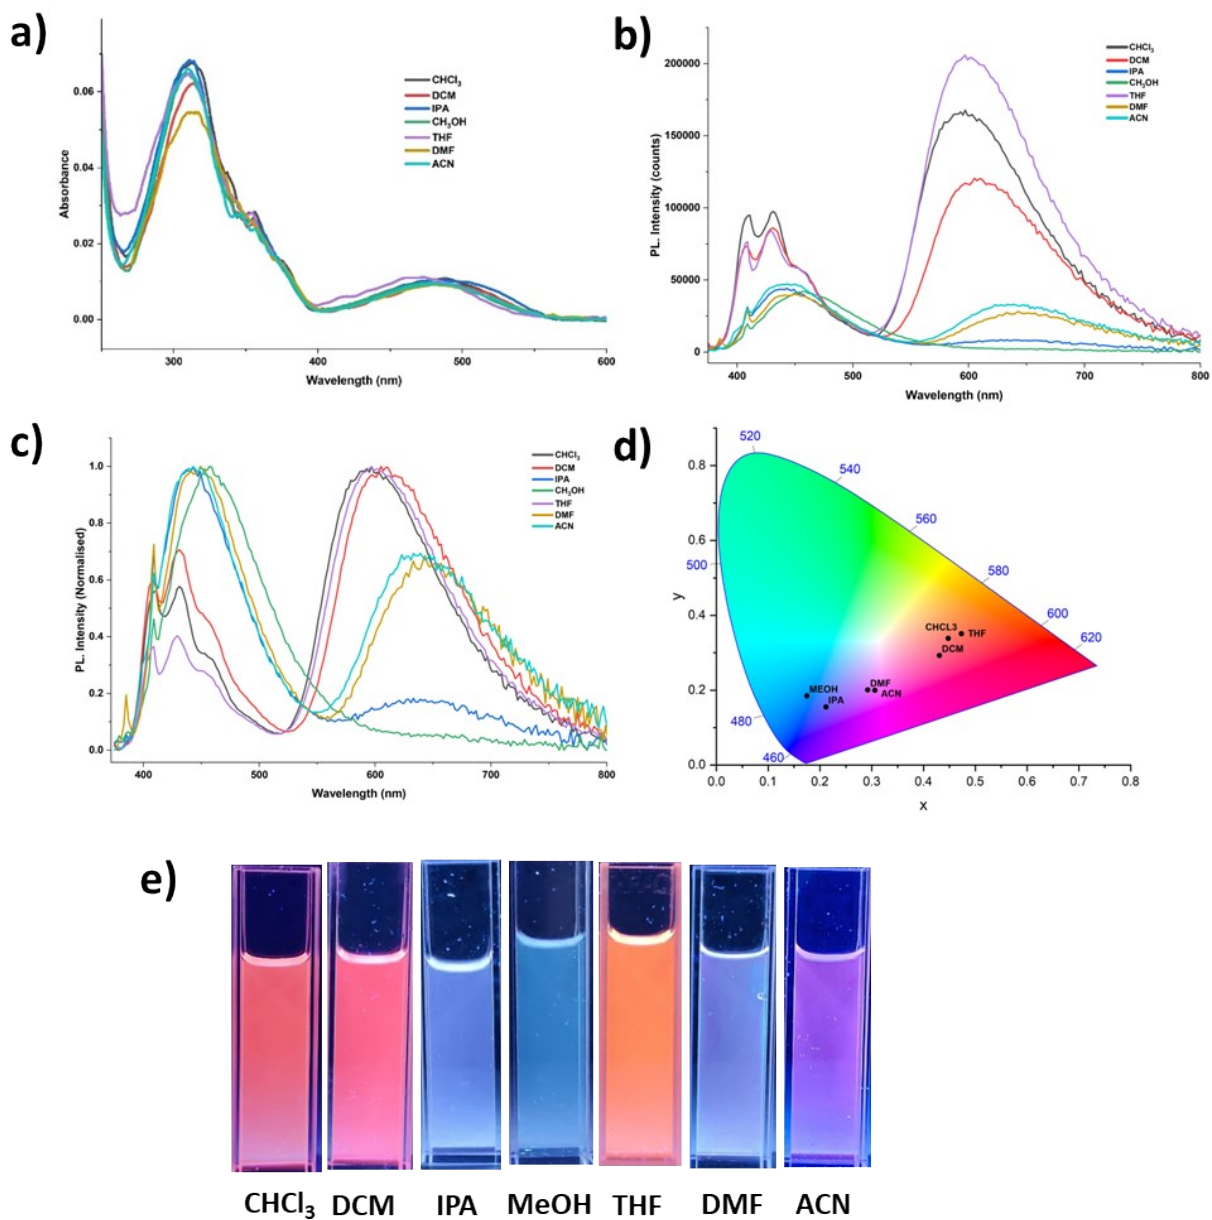 a)
0.06
0.04
0.02
0.00
Absorbance
300
400
500
600
Wavelength (nm)
CHCl₃
DCM
IPA
CH₃OH
THF
DMF
ACN
b)
200000
150000
100000
50000
0
PL. Intensity (counts)
400
500
600
700
800
Wavelength (nm)
CHCl₃
DCM
IPA
CH₃OH
THF
DMF
ACN
c)
1.0
0.8
0.6
0.4
0.2
0.0
PL. Intensity (Normalised)
400
500
600
700
800
Wavelength (nm)
CHCl₃
DCM
IPA
CH₃OH
THF
DMF
ACN
d)
0.8
0.6
0.4
0.2
0.0
y
0.0
0.1
0.2
0.3
0.4
0.5
0.6
0.7
0.8
x
520
540
560
500
580
600
620
480
460
CHCL3
THF
DCM
MEOH
IPA
DMF
ACN
e)
CHCl₃ DCM IPA MeOH THF DMF ACN